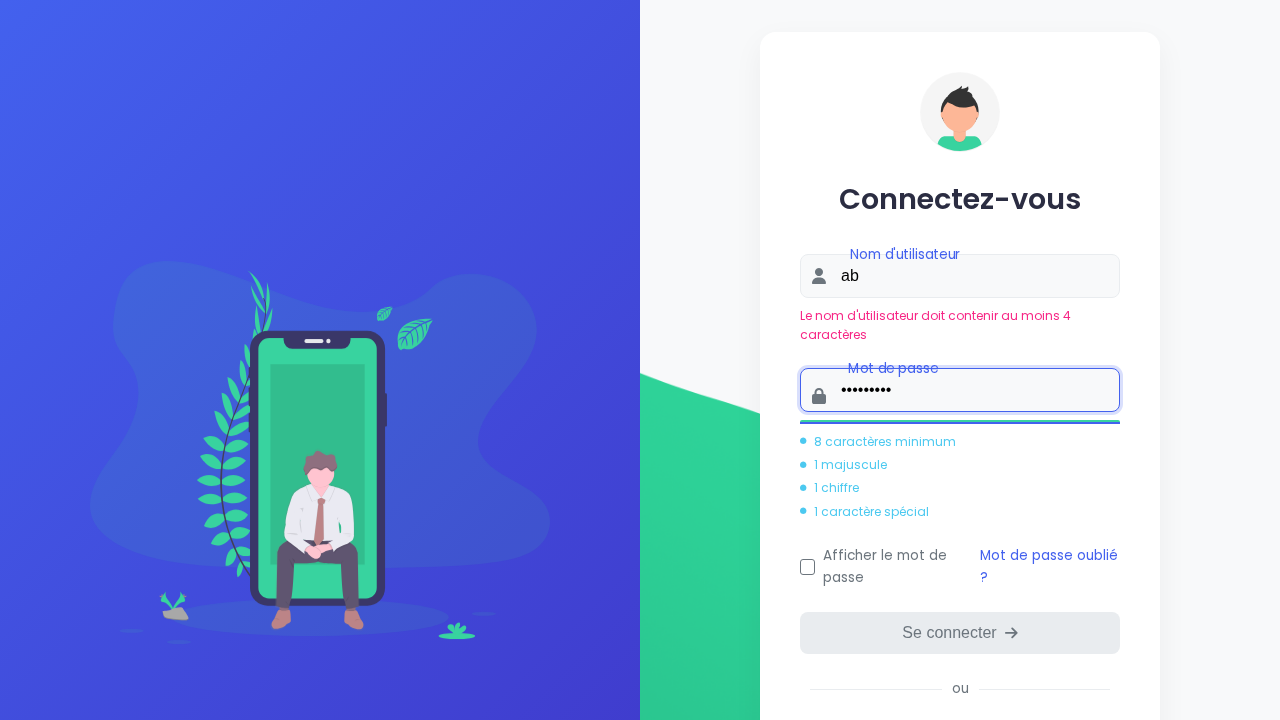 Connectez-vous
Nom d'utilisateur
ab
Le nom d'utilisateur doit contenir au moins 4
caractères
Mot de passe
•••••••••
8 caractères minimum
1 majuscule
1 chiffre
1 caractère spécial
Afficher le mot de
passe
Mot de passe oublié
?
Se connecter
ou